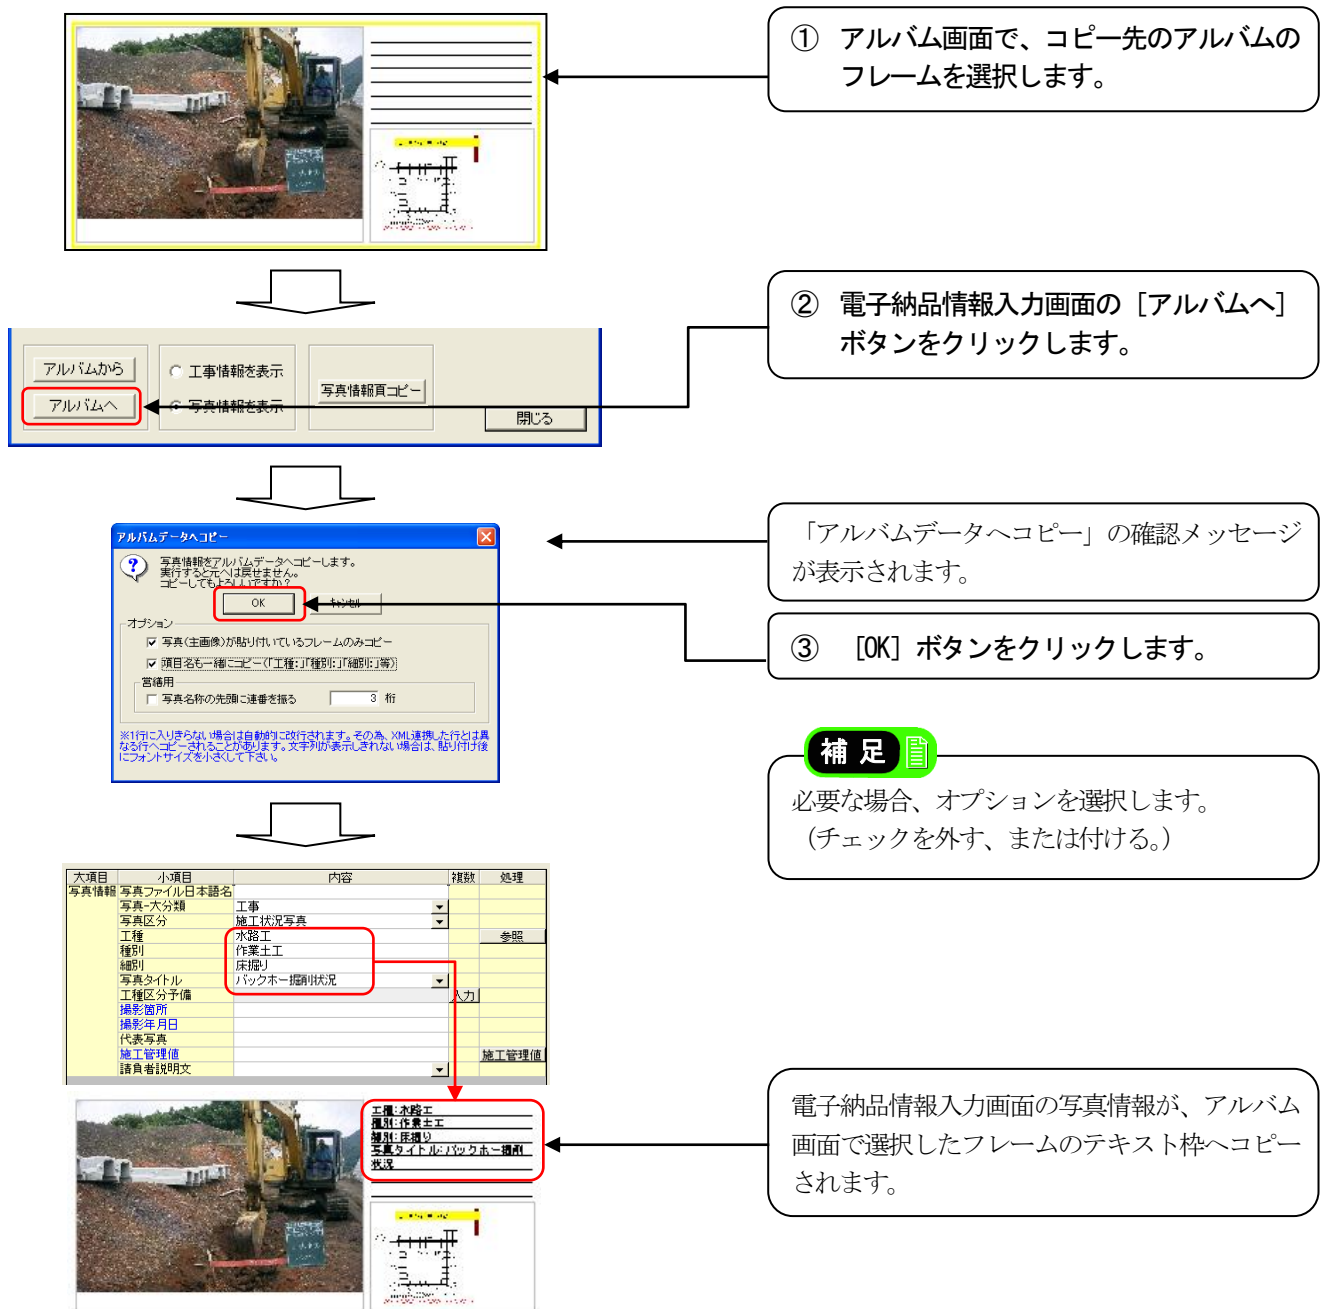 ① アルバム画面で、コピー先のアルバムの
フレームを選択します。
② 電子納品情報入力画面の［アルバムへ］
ボタンをクリックします。
アルバムから
アルバムへ
工事情報を表示
写真情報を表示
写真情報頁コピー
閉じる
「アルバムデータへコピー」の確認メッセージ
が表示されます。
アルバムデータへコピー
写真情報をアルバムデータへコピーします。
実行すると元へは戻せません。
コピーしてもよろしいですか？
OK
キャンセル
オプション
写真(主画像)が貼り付いているフレームのみコピー
項目名も一緒にコピー(「工種:」「種別:」「細別:」等)
営繕用
写真名称の先頭に連番を振る 3 桁
※1行に入りきらない場合は自動的に改行されます。その為、XML連携した行とは異
なる行へコピーされることがあります。文字列が表示しきれない場合は、貼り付け後
にフォントサイズを小さくして下さい。
③ ［OK］ボタンをクリックします。
補足
必要な場合、オプションを選択します。
（チェックを外す、または付ける。）
大項目 小項目 内容 複数 処理
写真情報 写真ファイル日本語名
写真-大分類 工事
写真区分 施工状況写真
工種 水路工 参照
種別 作業土工
細別 床掘り
写真タイトル バックホー掘削状況
工種区分予備 入力
撮影箇所
撮影年月日
代表写真
施工管理値 施工管理値
請負者説明文
工種:水路工
種別:作業土工
細別:床掘り
写真タイトル:バックホー掘削
状況
電子納品情報入力画面の写真情報が、アルバム
画面で選択したフレームのテキスト枠へコピー
されます。